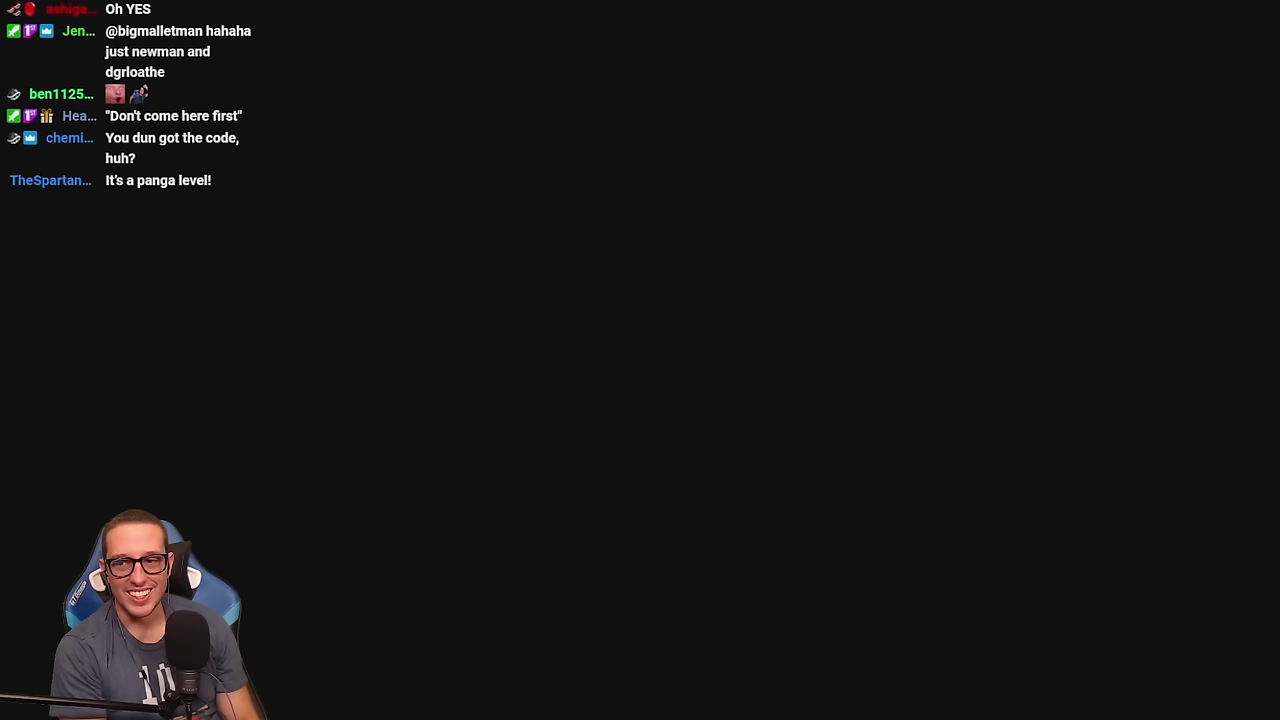 ashiga… Oh YES
Jen… @bigmalletman hahaha
just newman and
dgrloathe
ben1125…
Hea… "Don't come here first"
chemi… You dun got the code,
huh?
TheSpartan… It's a panga level!